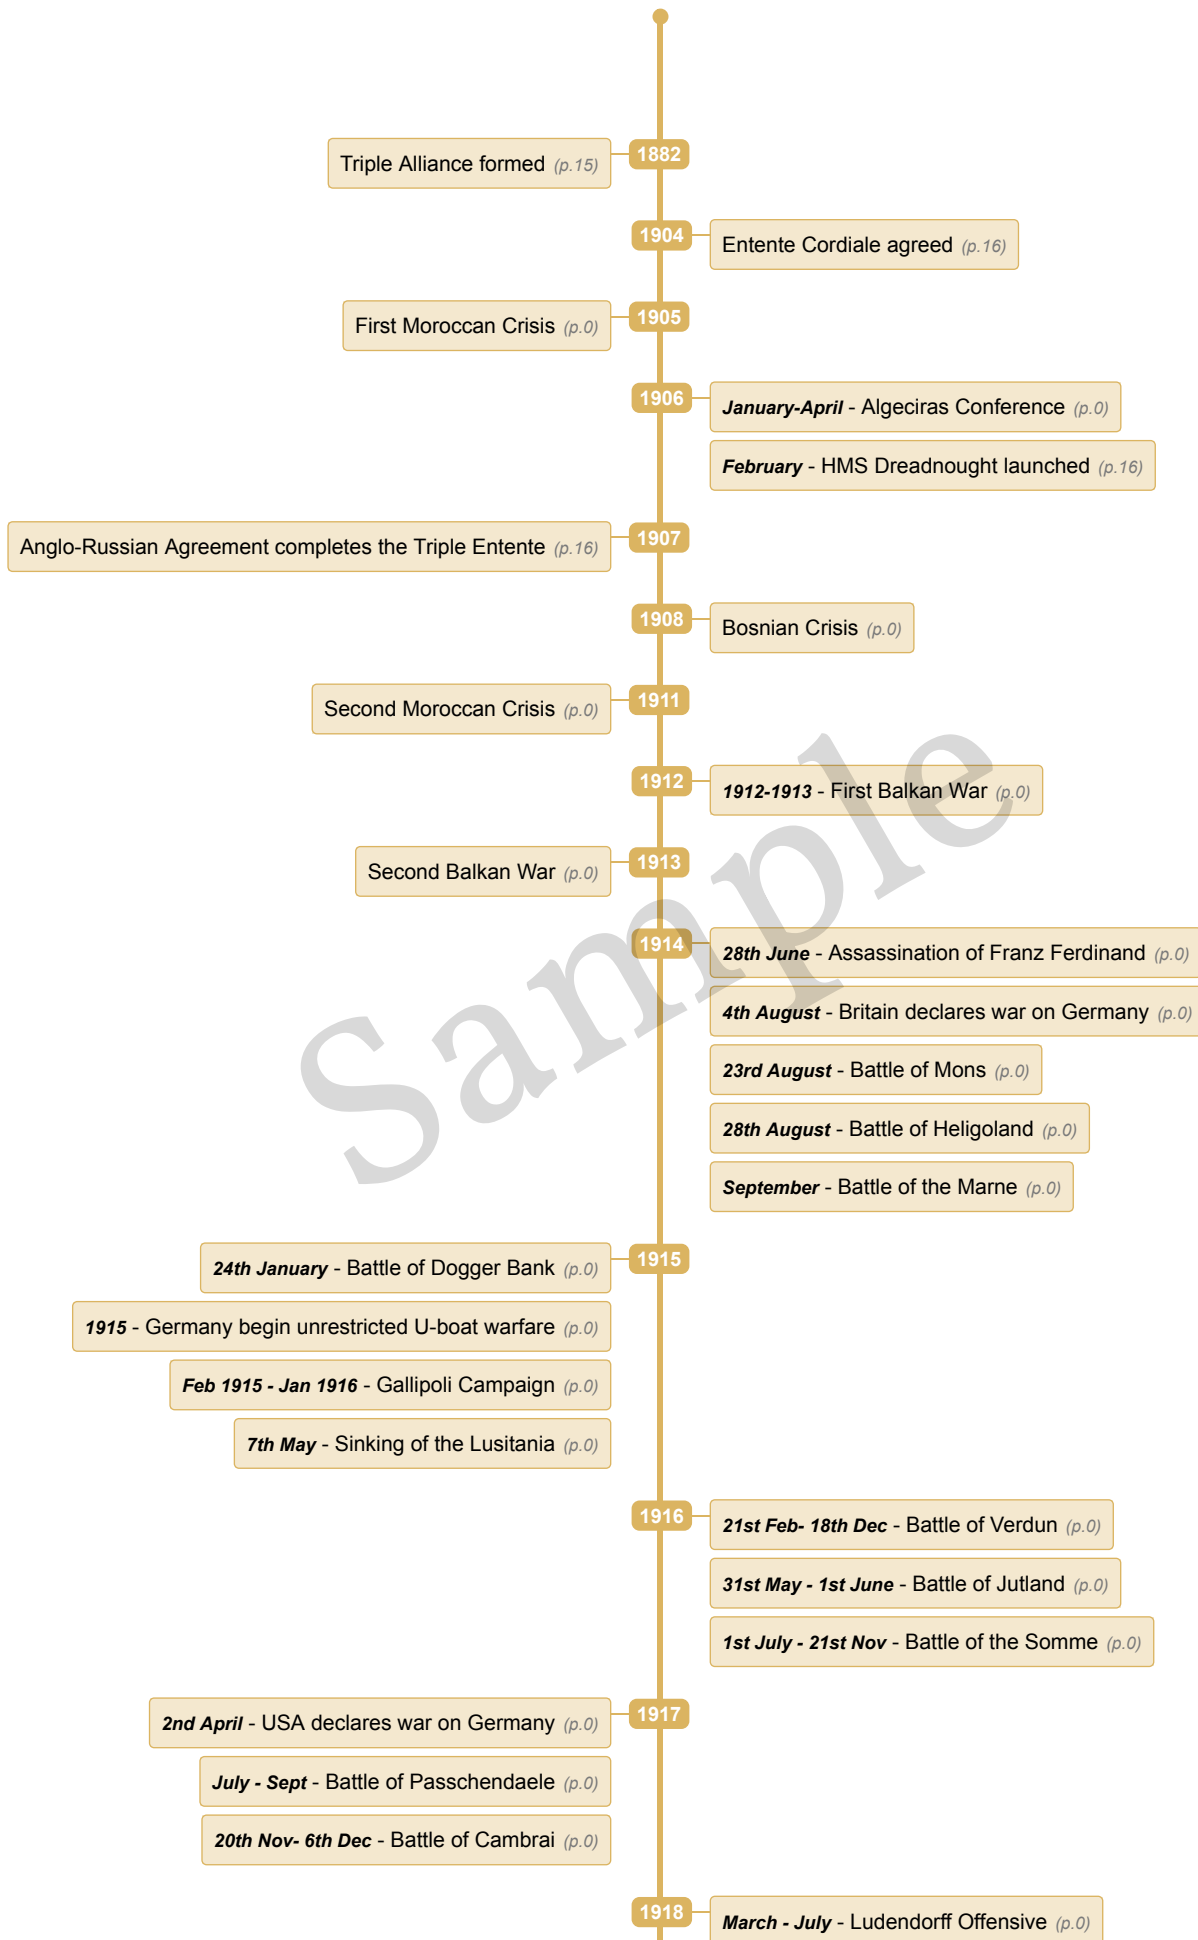 1882
Triple Alliance formed (p.15)
1904
Entente Cordiale agreed (p.16)
1905
First Moroccan Crisis (p.0)
1906
January-April - Algeciras Conference (p.0)
February - HMS Dreadnought launched (p.16)
1907
Anglo-Russian Agreement completes the Triple Entente (p.16)
1908
Bosnian Crisis (p.0)
1911
Second Moroccan Crisis (p.0)
1912
1912-1913 - First Balkan War (p.0)
1913
Second Balkan War (p.0)
1914
28th June - Assassination of Franz Ferdinand (p.0)
4th August - Britain declares war on Germany (p.0)
23rd August - Battle of Mons (p.0)
28th August - Battle of Heligoland (p.0)
September - Battle of the Marne (p.0)
Sample
1915
24th January - Battle of Dogger Bank (p.0)
1915 - Germany begin unrestricted U-boat warfare (p.0)
Feb 1915 - Jan 1916 - Gallipoli Campaign (p.0)
7th May - Sinking of the Lusitania (p.0)
1916
21st Feb- 18th Dec - Battle of Verdun (p.0)
31st May - 1st June - Battle of Jutland (p.0)
1st July - 21st Nov - Battle of the Somme (p.0)
1917
2nd April - USA declares war on Germany (p.0)
July - Sept - Battle of Passchendaele (p.0)
20th Nov- 6th Dec - Battle of Cambrai (p.0)
1918
March - July - Ludendorff Offensive (p.0)